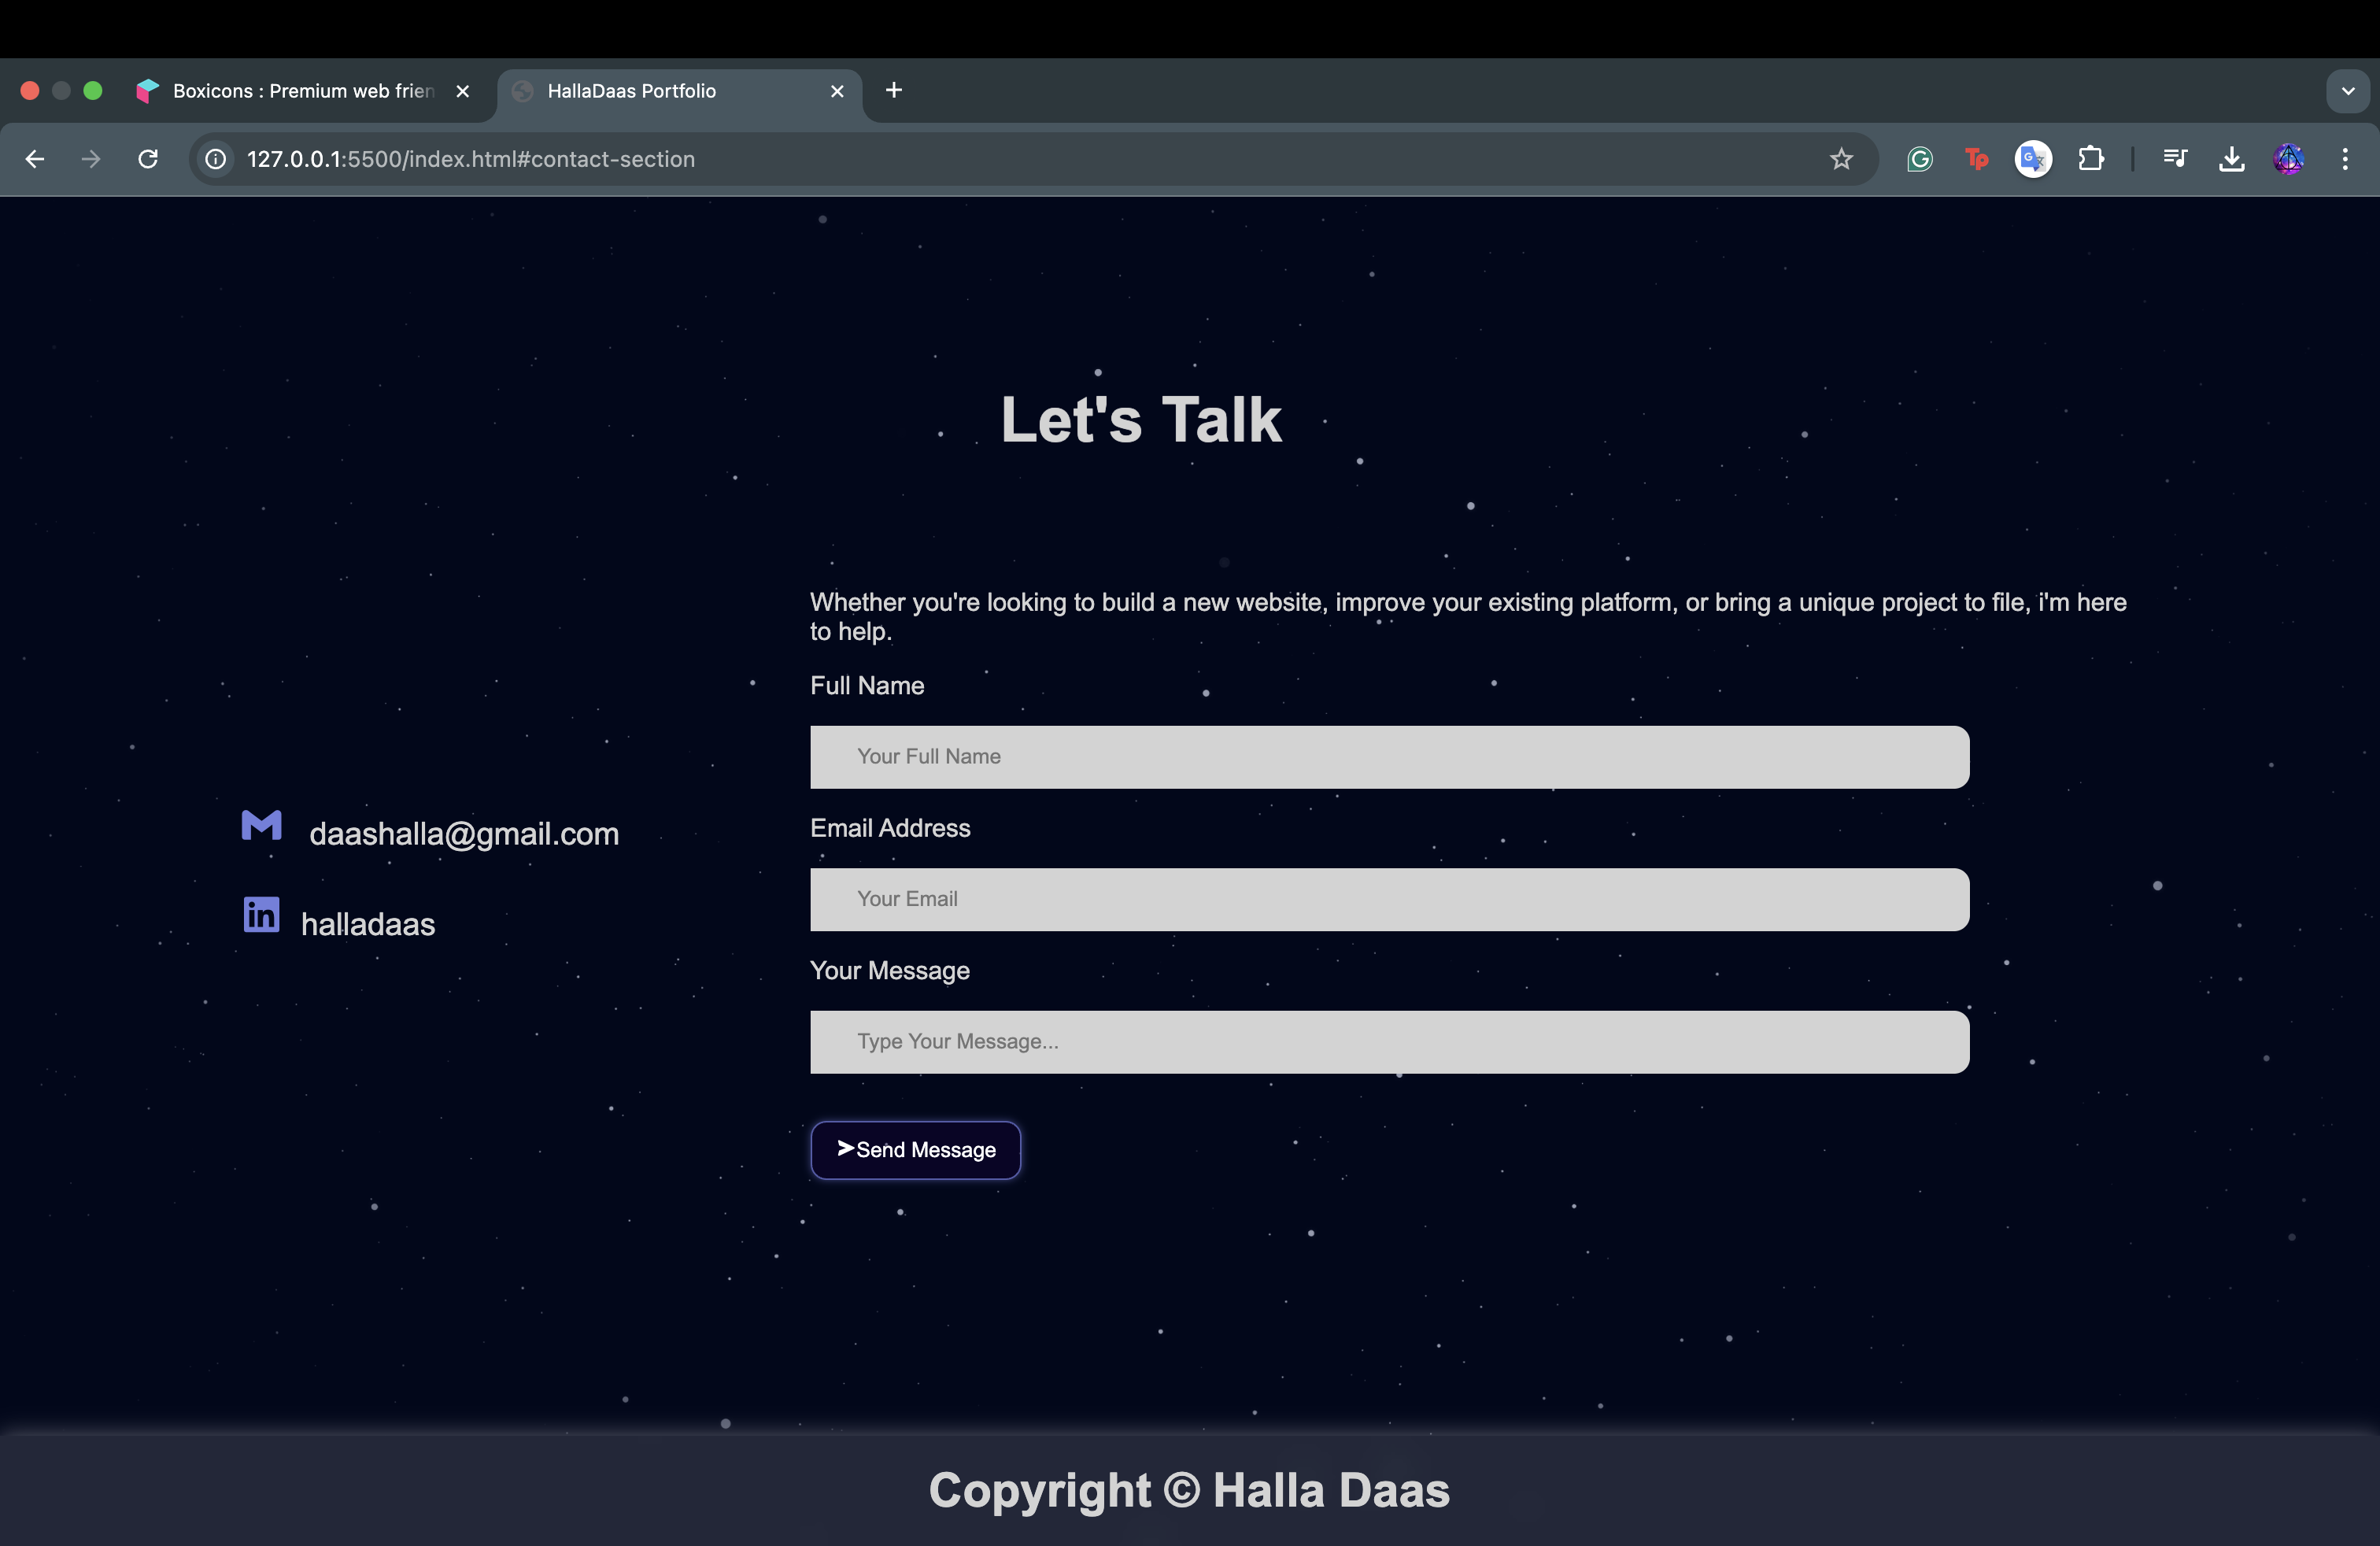 Boxicons : Premium web frien
HallaDaas Portfolio
127.0.0.1:5500/index.html#contact-section
Let's Talk
Whether you're looking to build a new website, improve your existing platform, or bring a unique project to file, i'm here
to help.
Full Name
Your Full Name
Email Address
Your Email
Your Message
Type Your Message...
Send Message
daashalla@gmail.com
in halladaas
Copyright © Halla Daas